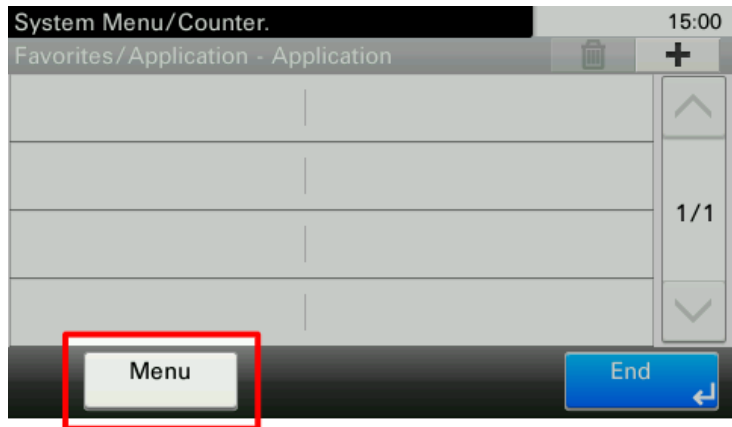 System Menu/Counter. 15:00
Favorites/Application - Application
1/1
Menu End